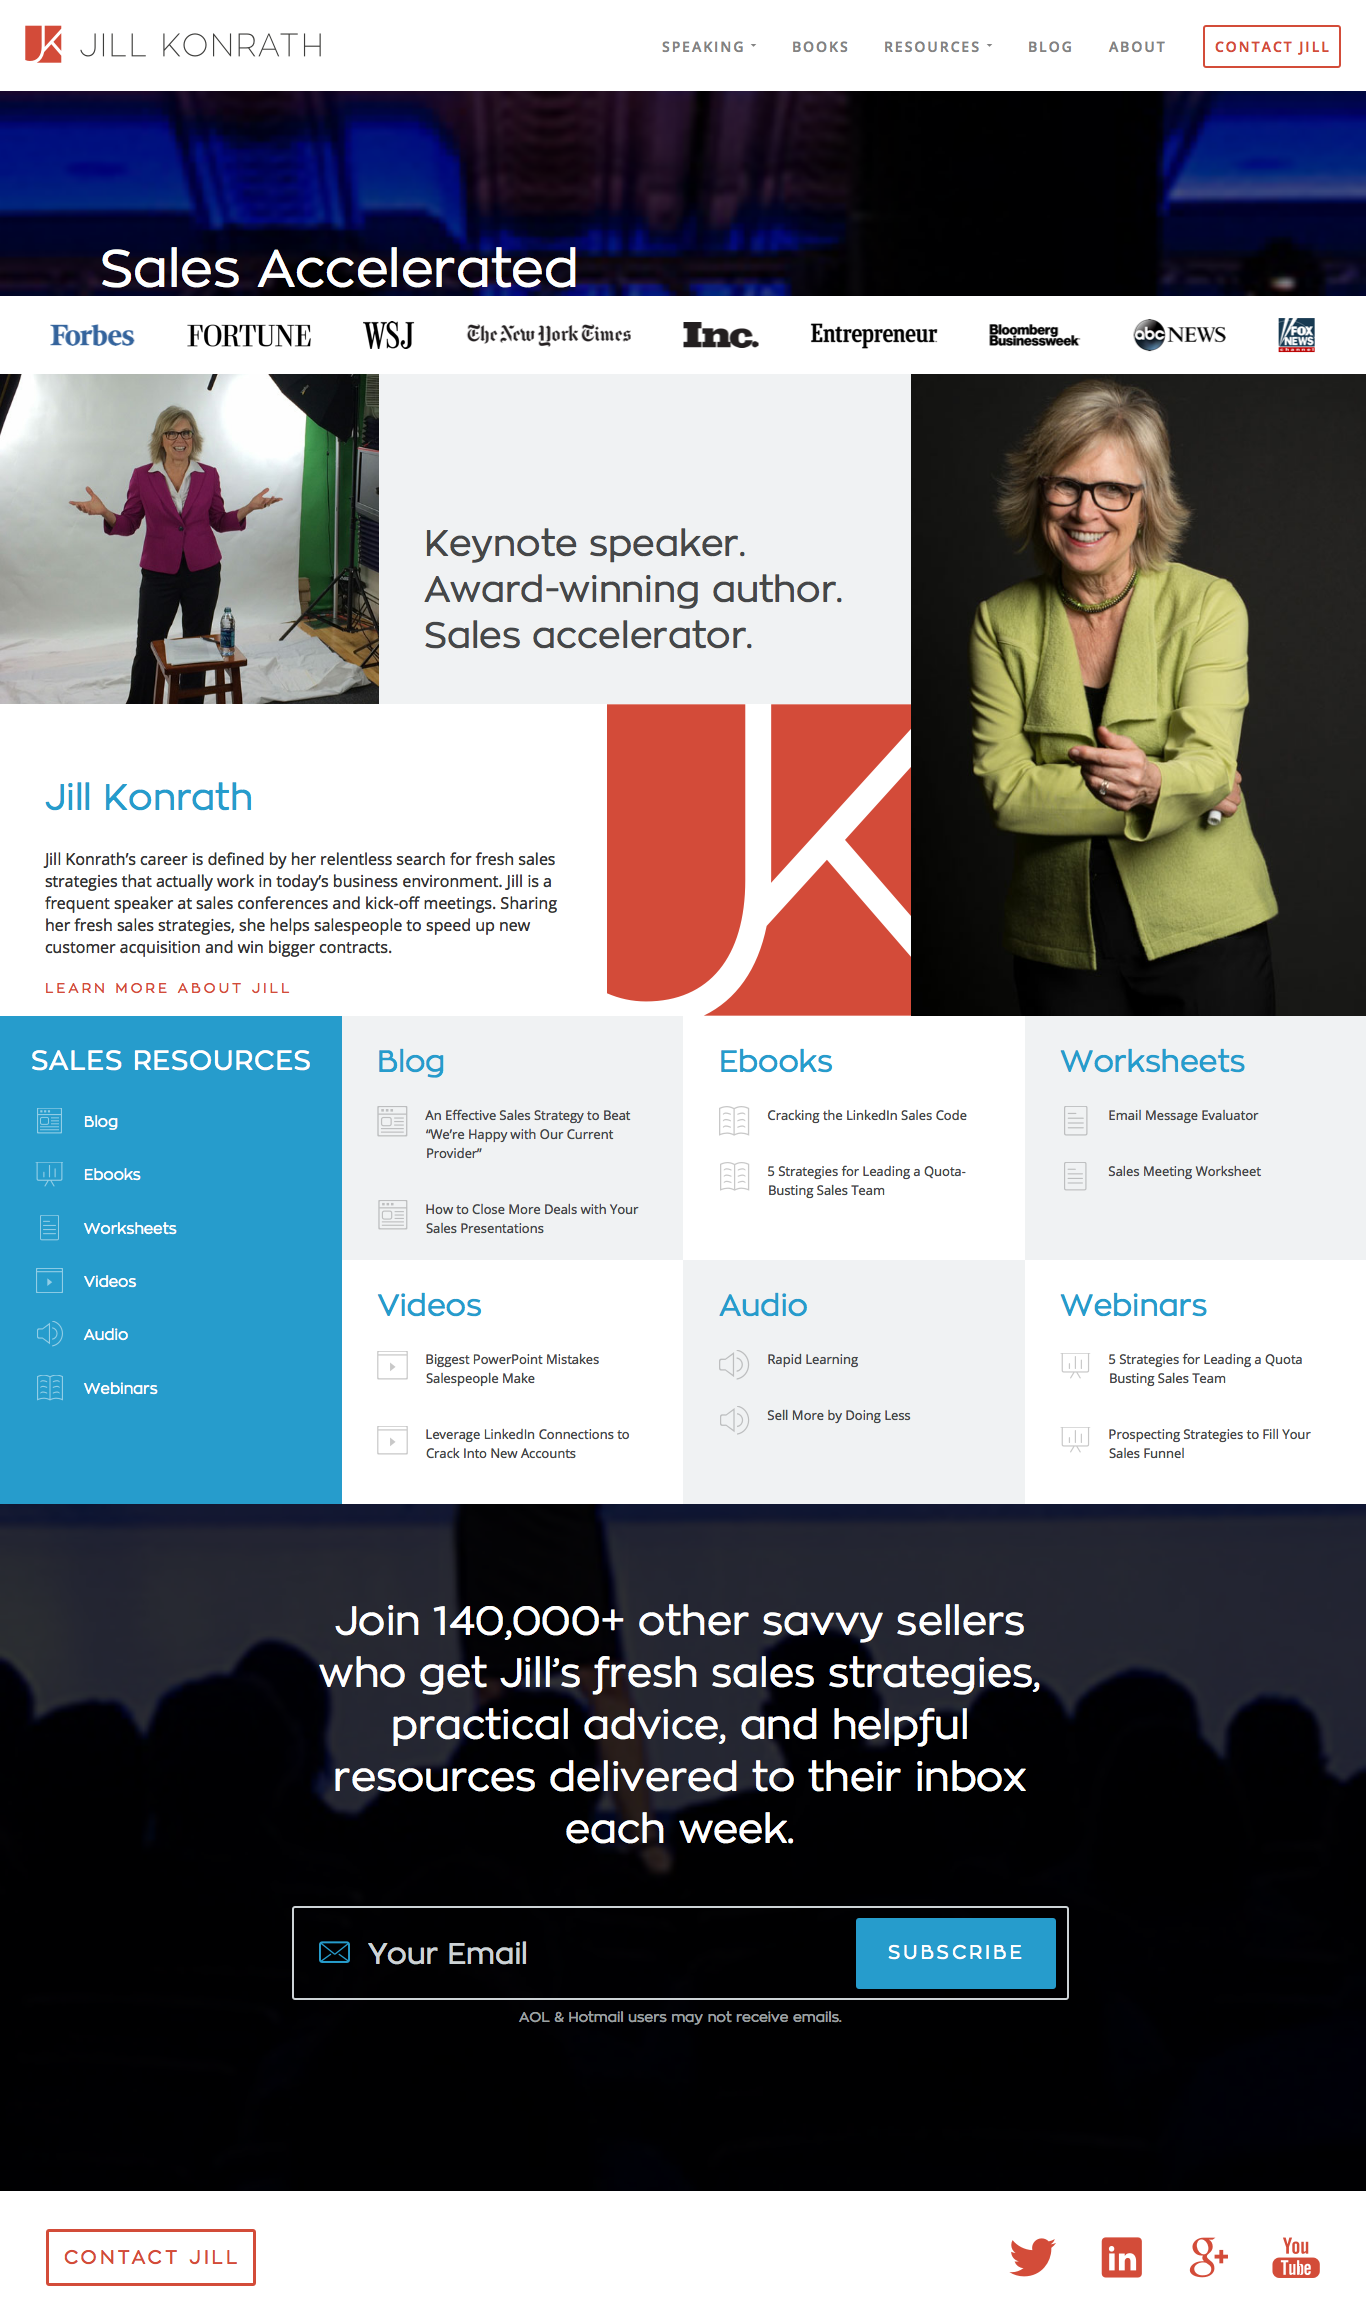 JK JILL KONRATH
SPEAKING BOOKS RESOURCES BLOG ABOUT CONTACT JILL
Sales Accelerated
Forbes FORTUNE WSJ The New York Times Inc. Entrepreneur Bloomberg Businessweek abc NEWS FOX NEWS channel
Keynote speaker.
Award-winning author.
Sales accelerator.
JK
Jill Konrath
Jill Konrath’s career is defined by her relentless search for fresh sales
strategies that actually work in today’s business environment. Jill is a
frequent speaker at sales conferences and kick-off meetings. Sharing
her fresh sales strategies, she helps salespeople to speed up new
customer acquisition and win bigger contracts.
LEARN MORE ABOUT JILL
SALES RESOURCES
Blog
Ebooks
Worksheets
Videos
Audio
Webinars
Blog
An Effective Sales Strategy to Beat
“We’re Happy with Our Current
Provider”
How to Close More Deals with Your
Sales Presentations
Ebooks
Cracking the LinkedIn Sales Code
5 Strategies for Leading a Quota-
Busting Sales Team
Worksheets
Email Message Evaluator
Sales Meeting Worksheet
Videos
Biggest PowerPoint Mistakes
Salespeople Make
Leverage LinkedIn Connections to
Crack Into New Accounts
Audio
Rapid Learning
Sell More by Doing Less
Webinars
5 Strategies for Leading a Quota
Busting Sales Team
Prospecting Strategies to Fill Your
Sales Funnel
Join 140,000+ other savvy sellers
who get Jill’s fresh sales strategies,
practical advice, and helpful
resources delivered to their inbox
each week.
Your Email SUBSCRIBE
AOL & Hotmail users may not receive emails.
CONTACT JILL in g+ You Tube